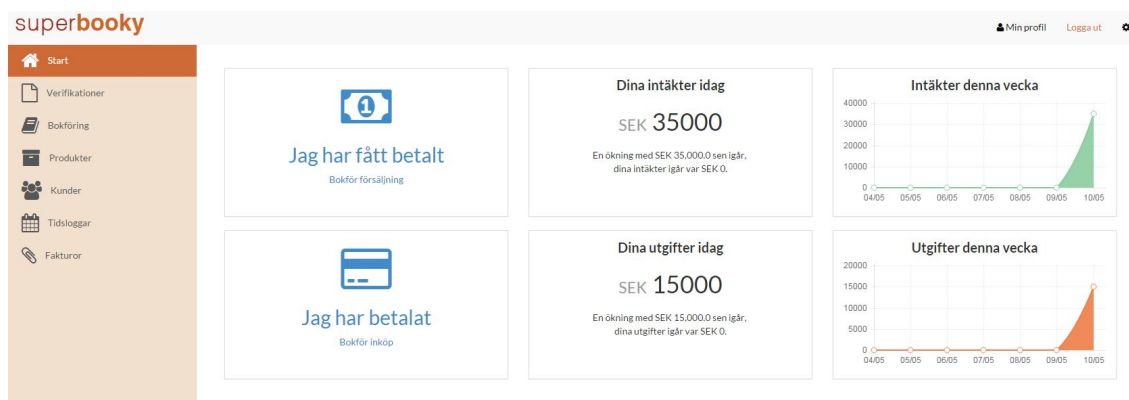 superbooky
Min profil
Logga ut
Start
Verifikationer
Bokföring
Produkter
Kunder
Tidsloggar
Fakturor
1
Jag har fått betalt
Bokför försäljning
Dina intäkter idag
SEK 35000
En ökning med SEK 35,000.0 sen igår,
dina intäkter igår var SEK 0.
Intäkter denna vecka
40000
30000
20000
10000
0
04/05 05/05 06/05 07/05 08/05 09/05 10/05
Jag har betalat
Bokför inköp
Dina utgifter idag
SEK 15000
En ökning med SEK 15,000.0 sen igår,
dina utgifter igår var SEK 0.
Utgifter denna vecka
20000
15000
10000
5000
0
04/05 05/05 06/05 07/05 08/05 09/05 10/05